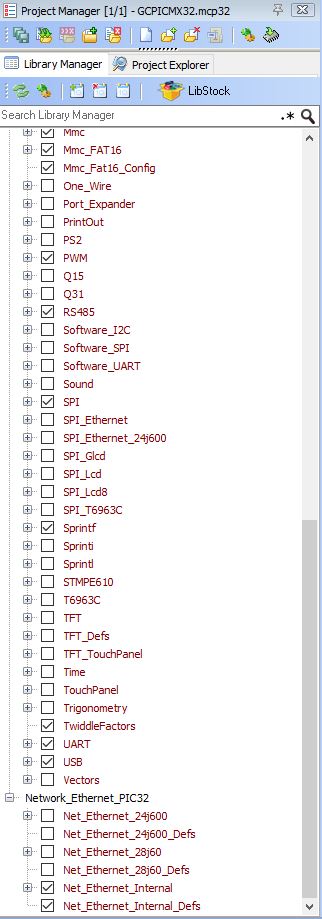 Project Manager [1/1] - GCPICMX32.mcp32
Library Manager Project Explorer
LibStock
Search Library Manager .*
Mmc
Mmc_FAT16
Mmc_Fat16_Config
One_Wire
Port_Expander
PrintOut
PS2
PWM
Q15
Q31
RS485
Software_I2C
Software_SPI
Software_UART
Sound
SPI
SPI_Ethernet
SPI_Ethernet_24j600
SPI_Glcd
SPI_Lcd
SPI_Lcd8
SPI_T6963C
Sprintf
Sprinti
Sprintl
STMPE610
T6963C
TFT
TFT_Defs
TFT_TouchPanel
Time
TouchPanel
Trigonometry
TwiddleFactors
UART
USB
Vectors
Network_Ethernet_PIC32
Net_Ethernet_24j600
Net_Ethernet_24j600_Defs
Net_Ethernet_28j60
Net_Ethernet_28j60_Defs
Net_Ethernet_Internal
Net_Ethernet_Internal_Defs